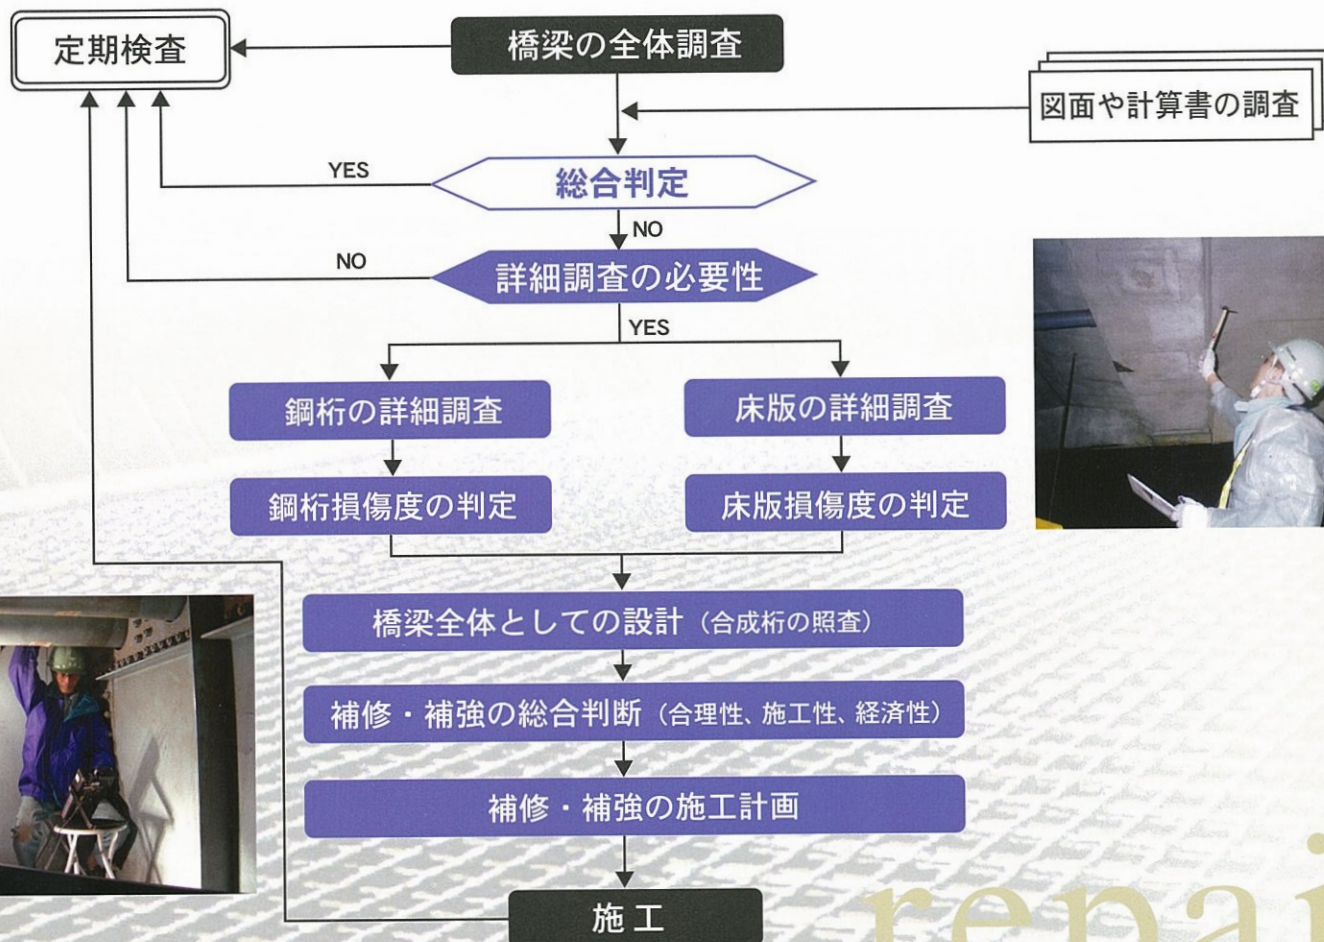 定期検査
橋梁の全体調査
図面や計算書の調査
YES
総合判定
NO
NO
詳細調査の必要性
YES
鋼桁の詳細調査
床版の詳細調査
鋼桁損傷度の判定
床版損傷度の判定
橋梁全体としての設計（合成桁の照査）
補修・補強の総合判断（合理性、施工性、経済性）
補修・補強の施工計画
施工
repai